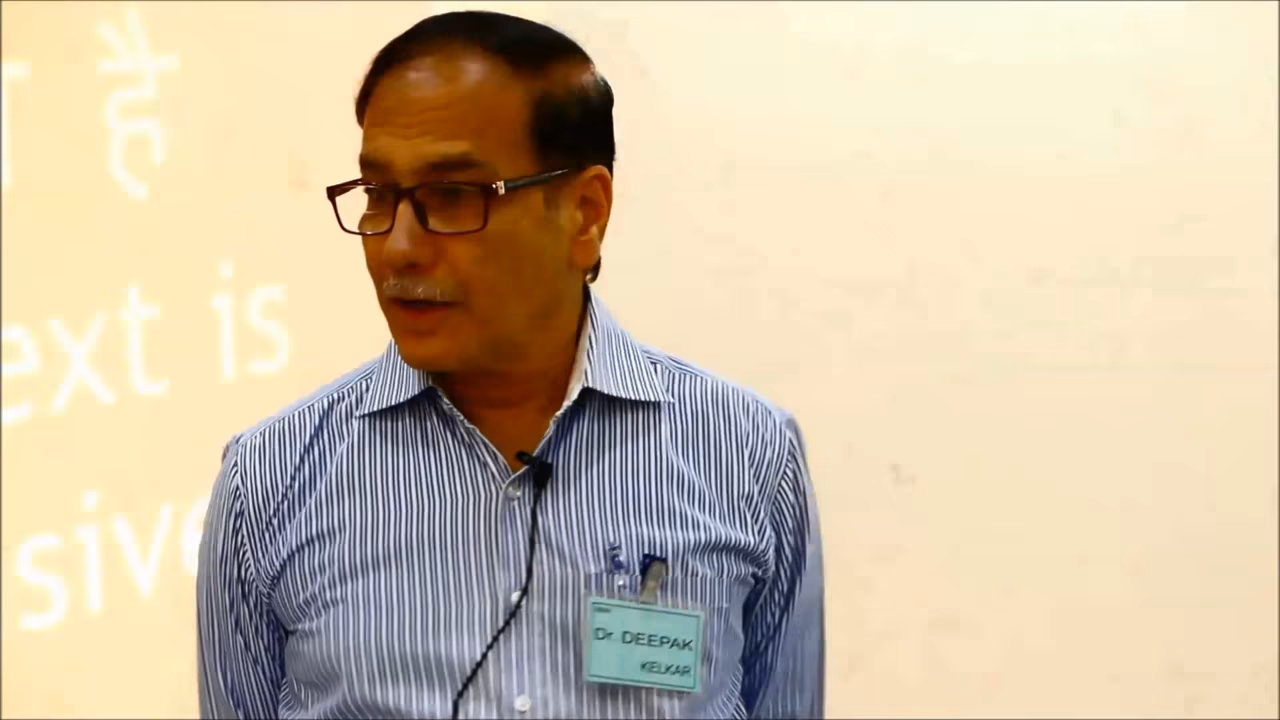 है
ext is
sive
Dr. DEEPAK
KELKAR